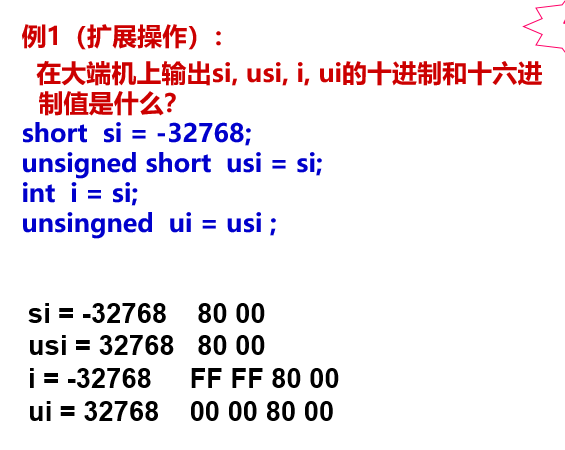 例1（扩展操作）:
在大端机上输出si, usi, i, ui的十进制和十六进
制值是什么?
short  si = -32768;
unsigned short  usi = si;
int  i = si;
unsingned  ui = usi ;
si = -32768    80 00
usi = 32768   80 00
i = -32768     FF FF 80 00
ui = 32768    00 00 80 00